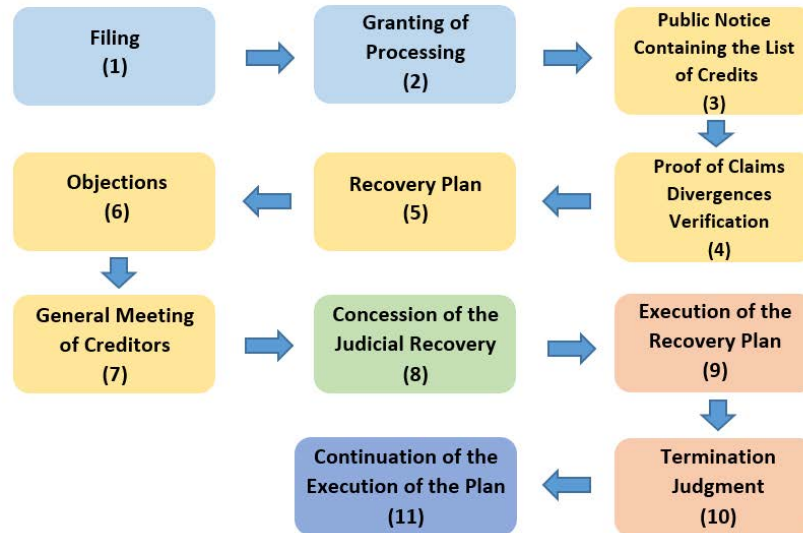 Filing
(1)
Granting of
Processing
(2)
Public Notice
Containing the List
of Credits
(3)
Proof of Claims
Divergences
Verification
(4)
Recovery Plan
(5)
Objections
(6)
General Meeting
of Creditors
(7)
Concession of the
Judicial Recovery
(8)
Execution of the
Recovery Plan
(9)
Termination
Judgment
(10)
Continuation of the
Execution of the Plan
(11)